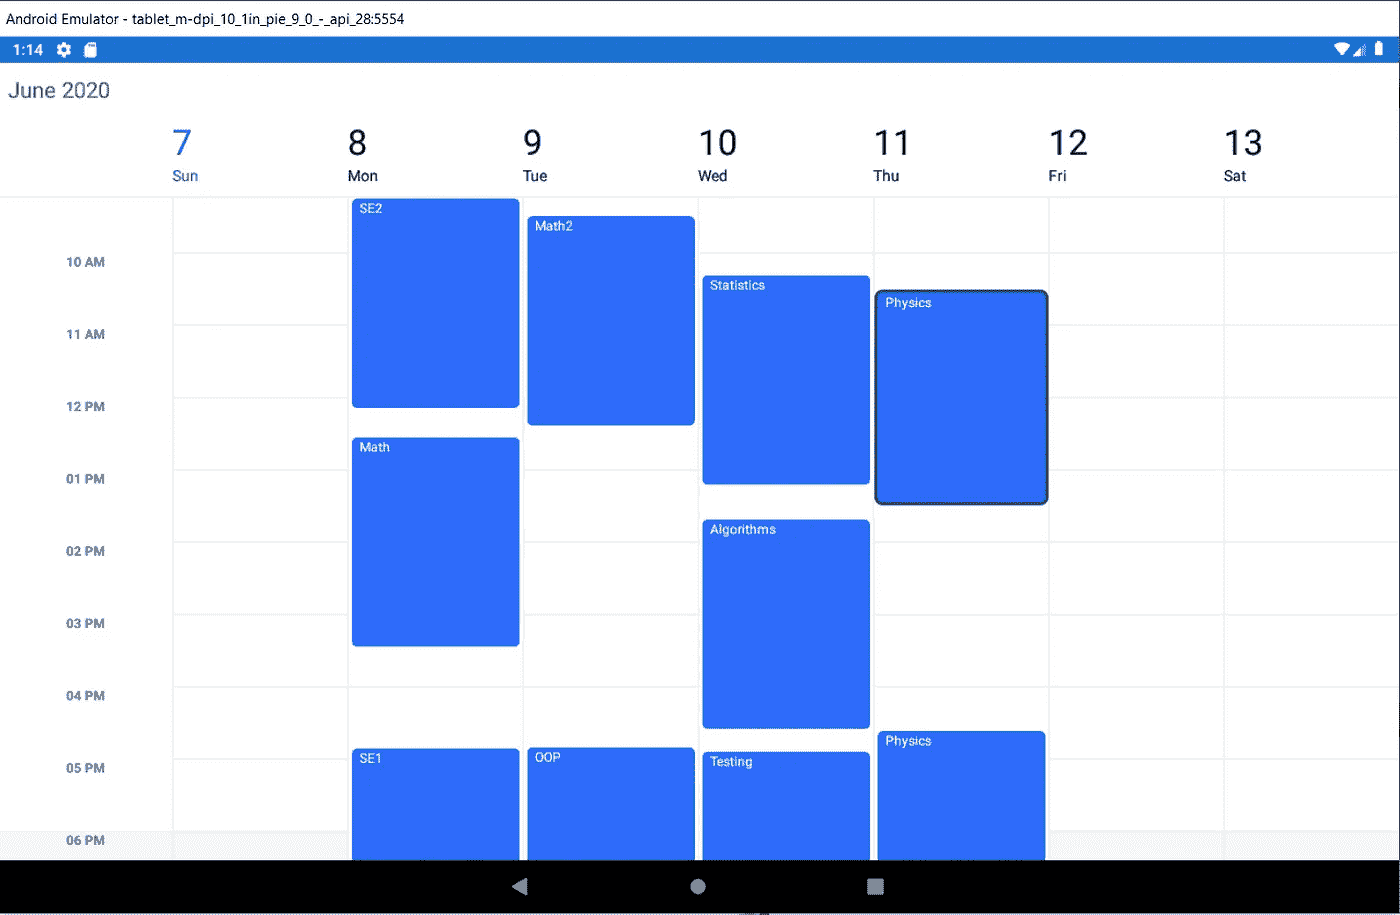 Android Emulator - tablet_m-dpi_10_1in_pie_9_0_-_api_28:5554
1:14
June 2020
7 8 9 10 11 12 13
Sun Mon Tue Wed Thu Fri Sat
SE2
Math2
10 AM
Statistics
Physics
11 AM
12 PM
Math
01 PM
Algorithms
02 PM
03 PM
04 PM
Physics
SE1 OOP Testing
05 PM
06 PM